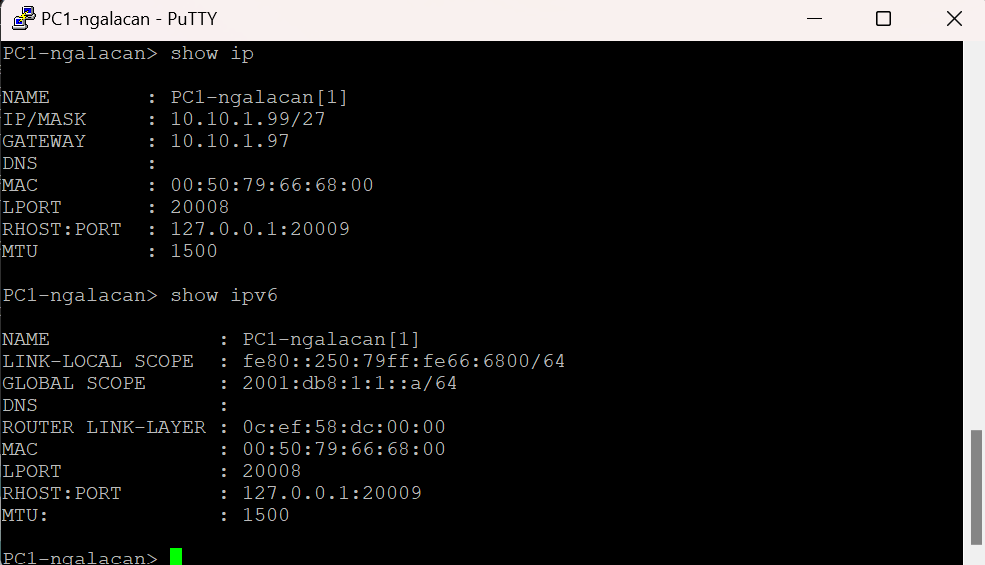 PC1-ngalacan - PuTTY
PC1-ngalacan> show ip
NAME : PC1-ngalacan[1]
IP/MASK : 10.10.1.99/27
GATEWAY : 10.10.1.97
DNS :
MAC : 00:50:79:66:68:00
LPORT : 20008
RHOST:PORT : 127.0.0.1:20009
MTU : 1500
PC1-ngalacan> show ipv6
NAME : PC1-ngalacan[1]
LINK-LOCAL SCOPE : fe80::250:79ff:fe66:6800/64
GLOBAL SCOPE : 2001:db8:1:1::a/64
DNS :
ROUTER LINK-LAYER : 0c:ef:58:dc:00:00
MAC : 00:50:79:66:68:00
LPORT : 20008
RHOST:PORT : 127.0.0.1:20009
MTU: : 1500
PC1-ngalacan>